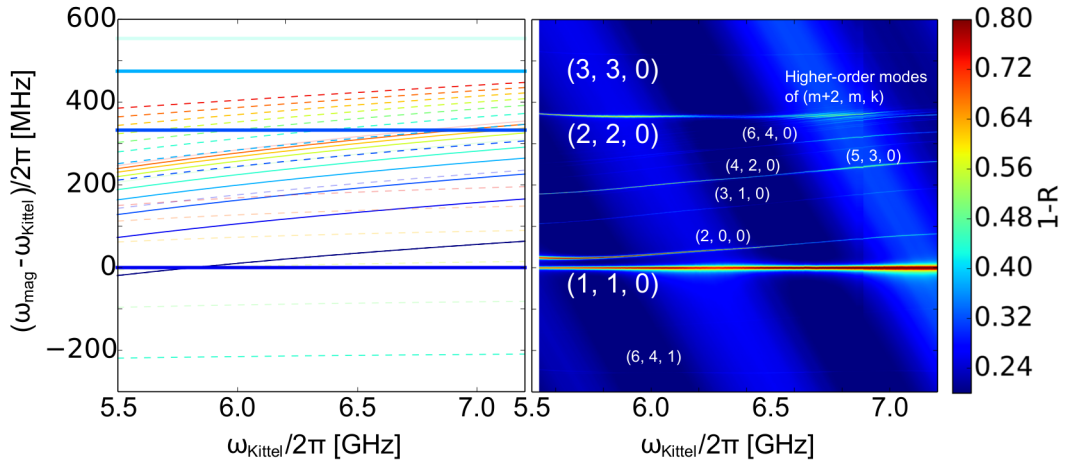 600
400
200
0
−200
(ω_mag - ω_Kittel)/2π [MHz]
5.5
6.0
6.5
7.0
ω_Kittel/2π [GHz]
(3, 3, 0)
Higher-order modes
of (m+2, m, k)
(2, 2, 0)
(6, 4, 0)
(5, 3, 0)
(4, 2, 0)
(3, 1, 0)
(2, 0, 0)
(1, 1, 0)
(6, 4, 1)
5.5
6.0
6.5
7.0
ω_Kittel/2π [GHz]
0.80
0.72
0.64
0.56
0.48
0.40
0.32
0.24
1-R